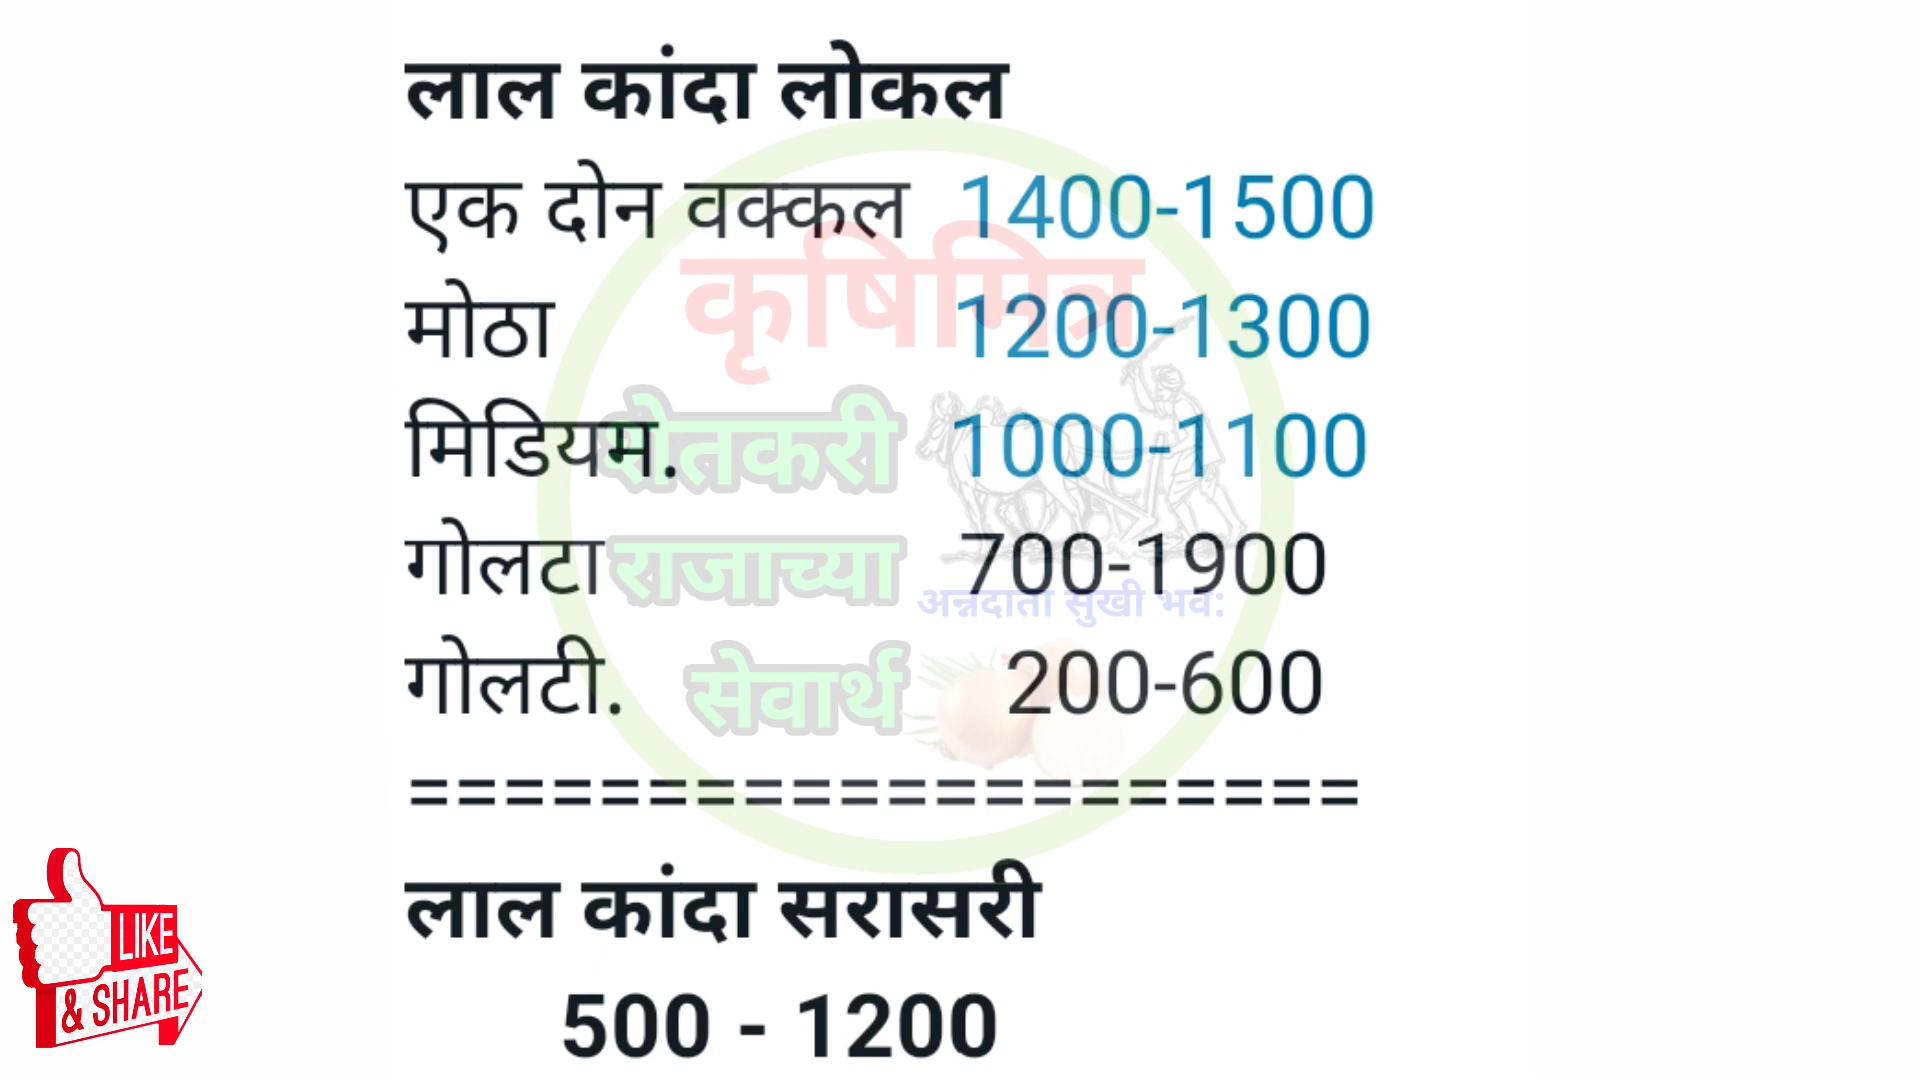 लाल कांदा लोकल
एक दोन वक्कल 1400-1500
मोठा 1200-1300
मिडियम. 1000-1100
गोलटा 700-1900
गोलटी. 200-600
====================
लाल कांदा सरासरी
500 - 1200
कृषिमित्र
शेतकरी
राजाच्या
सेवार्थ
अन्नदाता सुखी भव:
LIKE
& SHARE